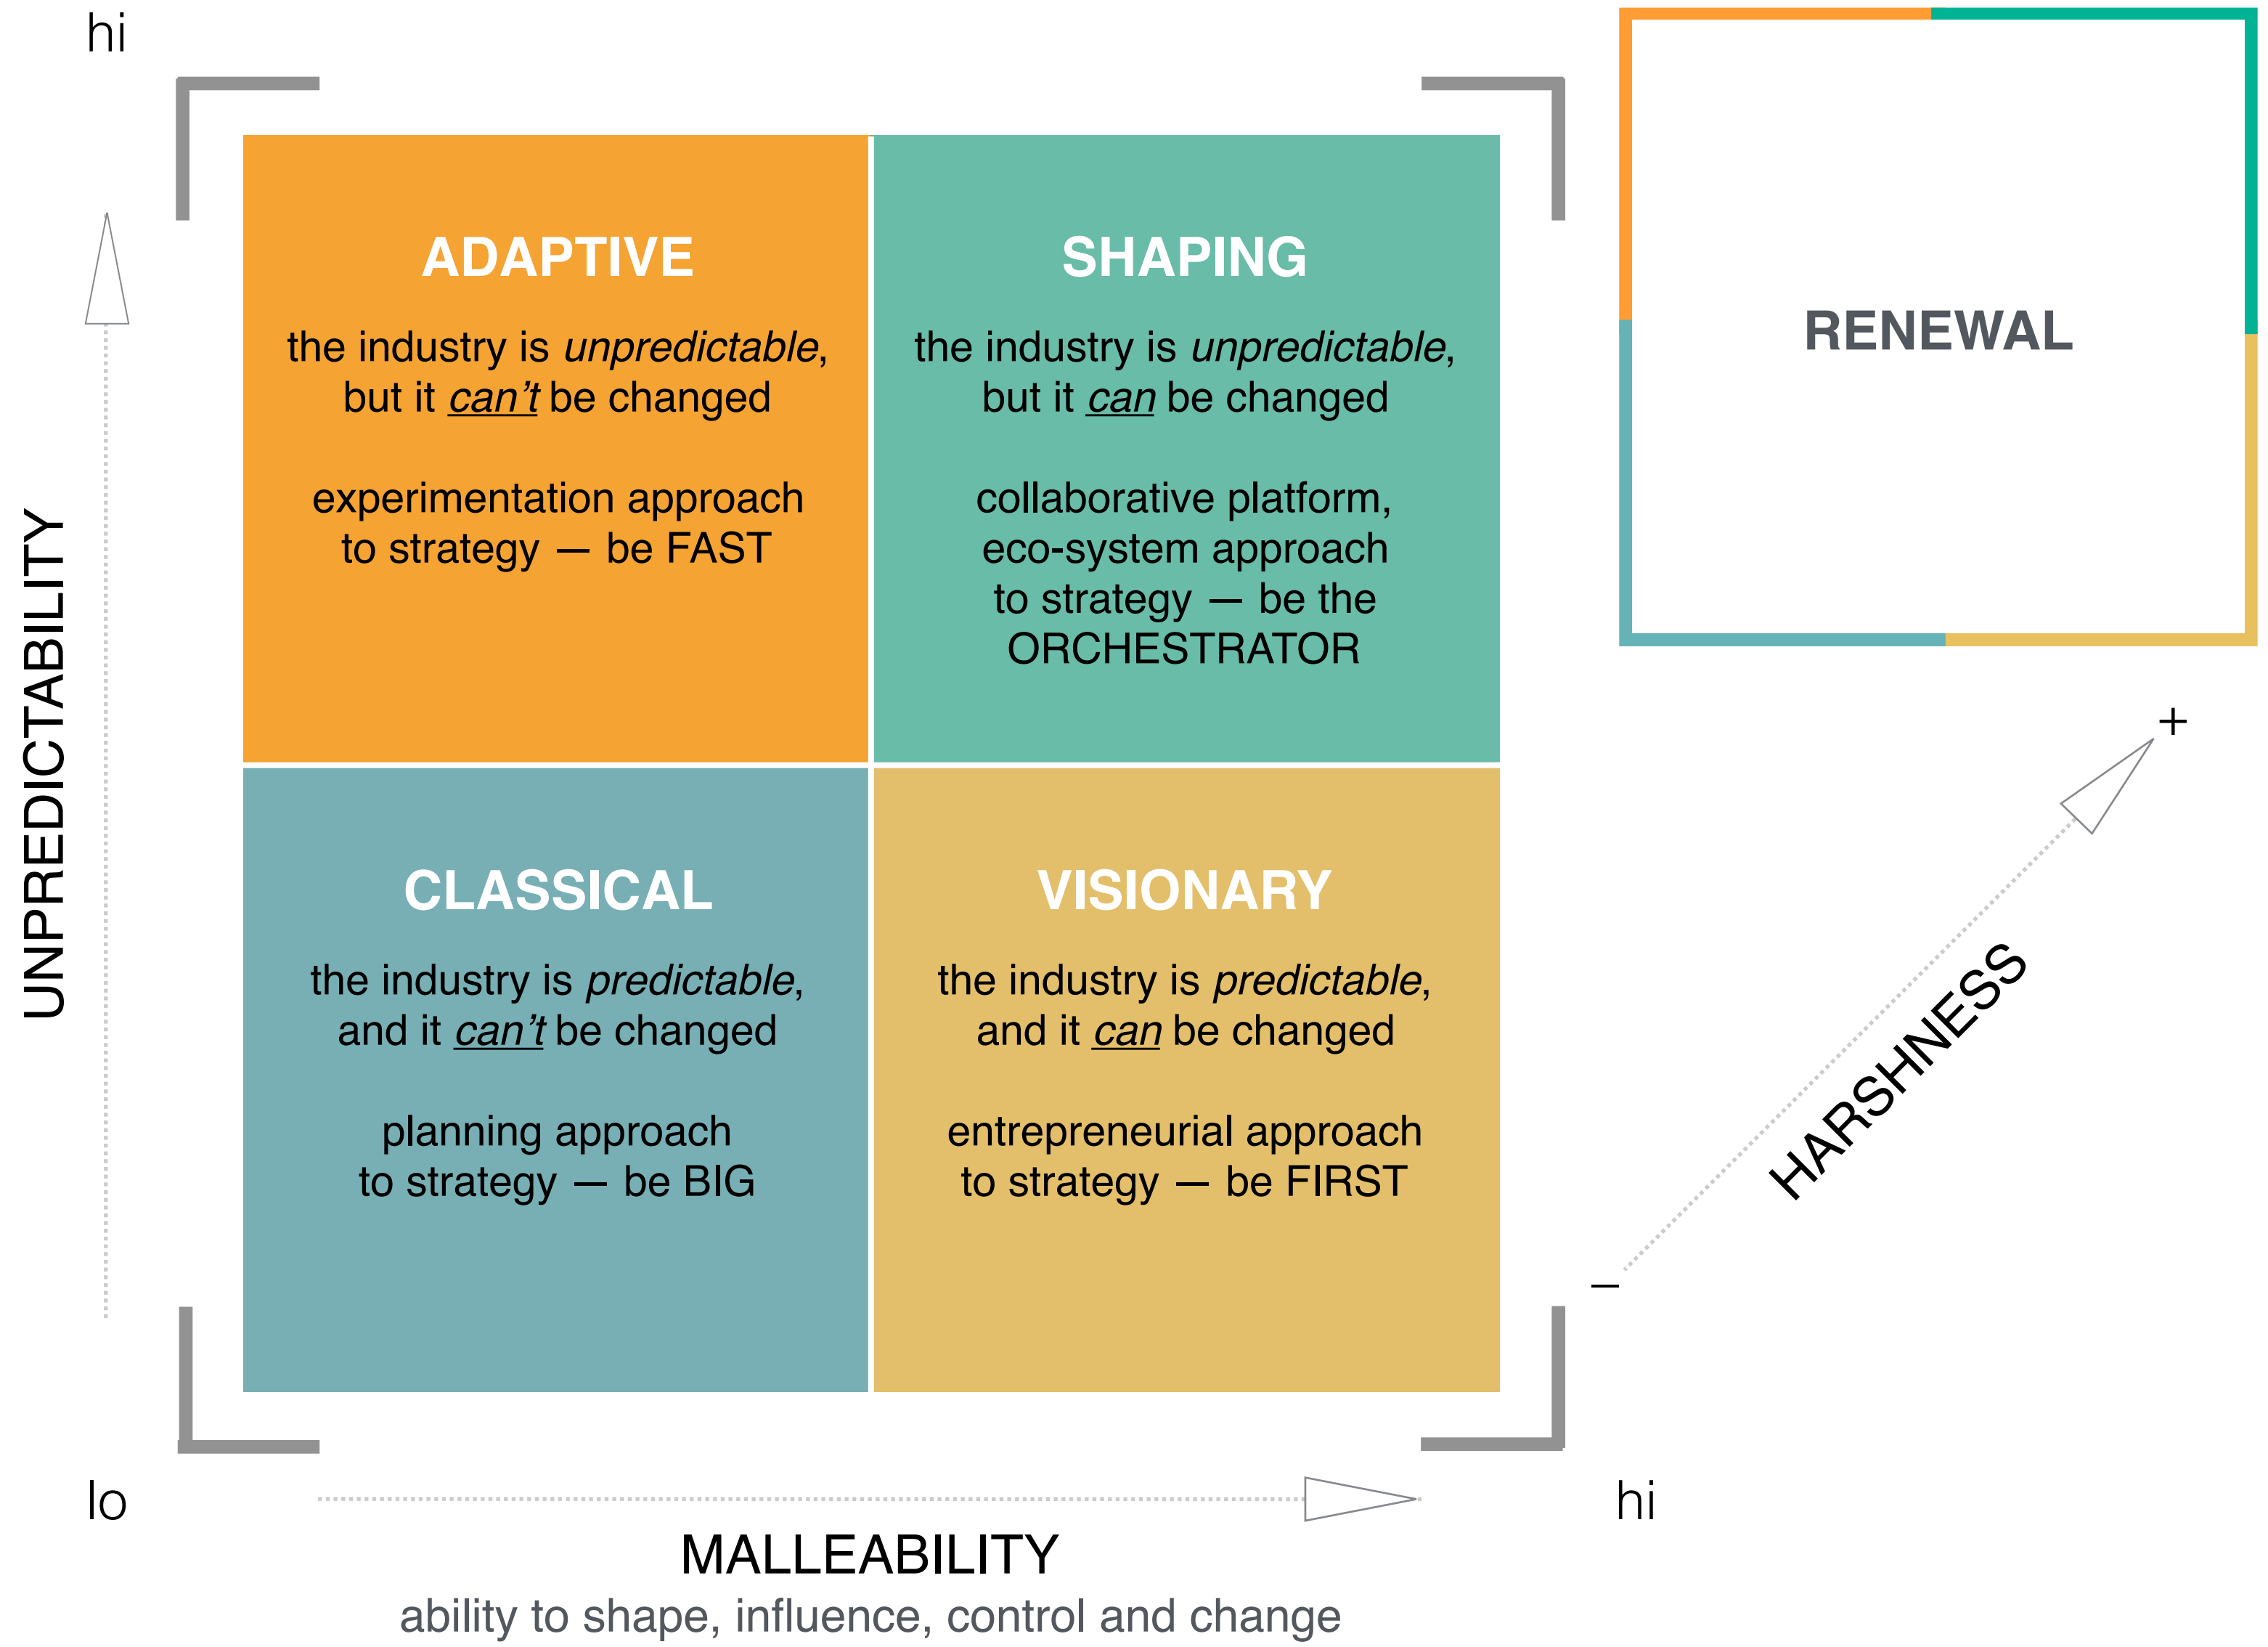 hi
UNPREDICTABILITY
ADAPTIVE
the industry is unpredictable,
but it can't be changed
experimentation approach
to strategy — be FAST
SHAPING
the industry is unpredictable,
but it can be changed
collaborative platform,
eco-system approach
to strategy — be the
ORCHESTRATOR
RENEWAL
CLASSICAL
the industry is predictable,
and it can't be changed
planning approach
to strategy — be BIG
VISIONARY
the industry is predictable,
and it can be changed
entrepreneurial approach
to strategy — be FIRST
+
HARSHNESS
–
lo
hi
MALLEABILITY
ability to shape, influence, control and change